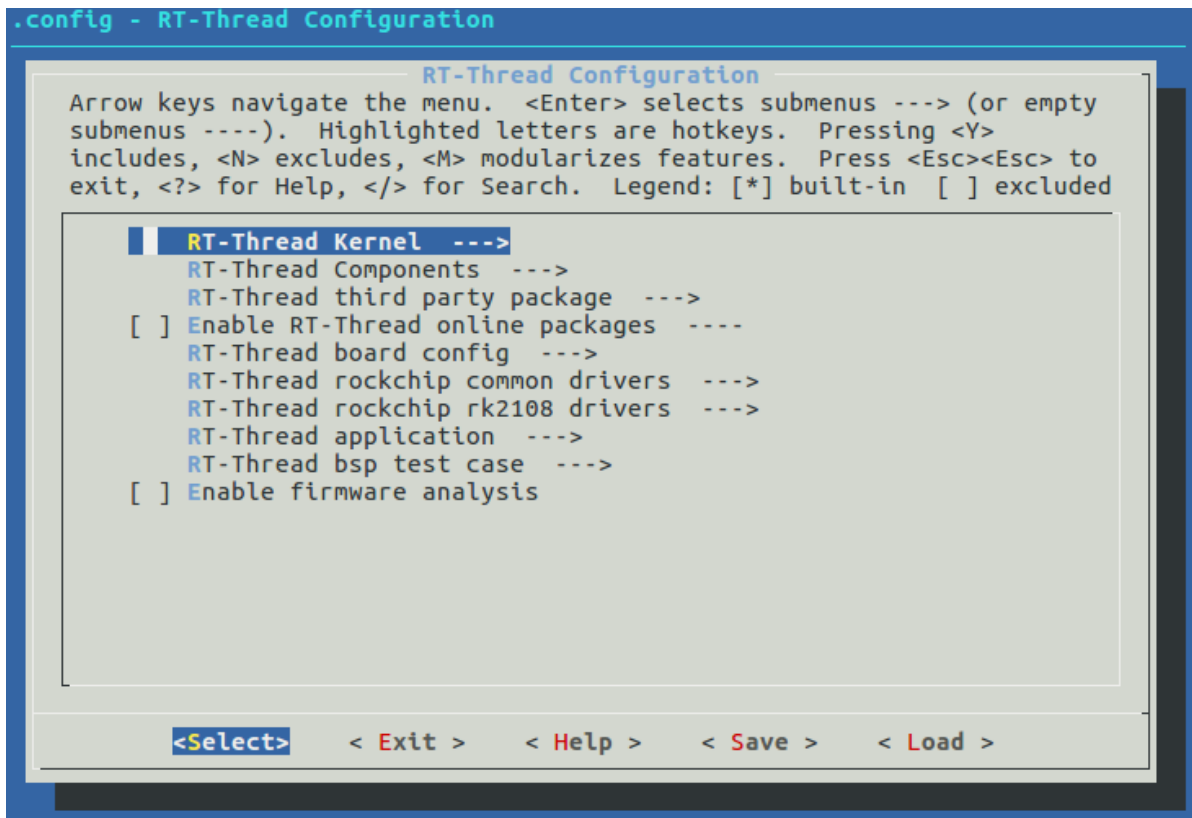 .config - RT-Thread Configuration
RT-Thread Configuration
Arrow keys navigate the menu.  <Enter> selects submenus ---> (or empty
submenus ----).  Highlighted letters are hotkeys.  Pressing <Y>
includes, <N> excludes, <M> modularizes features.  Press <Esc><Esc> to
exit, <?> for Help, </> for Search.  Legend: [*] built-in  [ ] excluded
RT-Thread Kernel  --->
RT-Thread Components  --->
RT-Thread third party package  --->
[ ] Enable RT-Thread online packages  ----
RT-Thread board config  --->
RT-Thread rockchip common drivers  --->
RT-Thread rockchip rk2108 drivers  --->
RT-Thread application  --->
RT-Thread bsp test case  --->
[ ] Enable firmware analysis
<Select>    < Exit >    < Help >    < Save >    < Load >